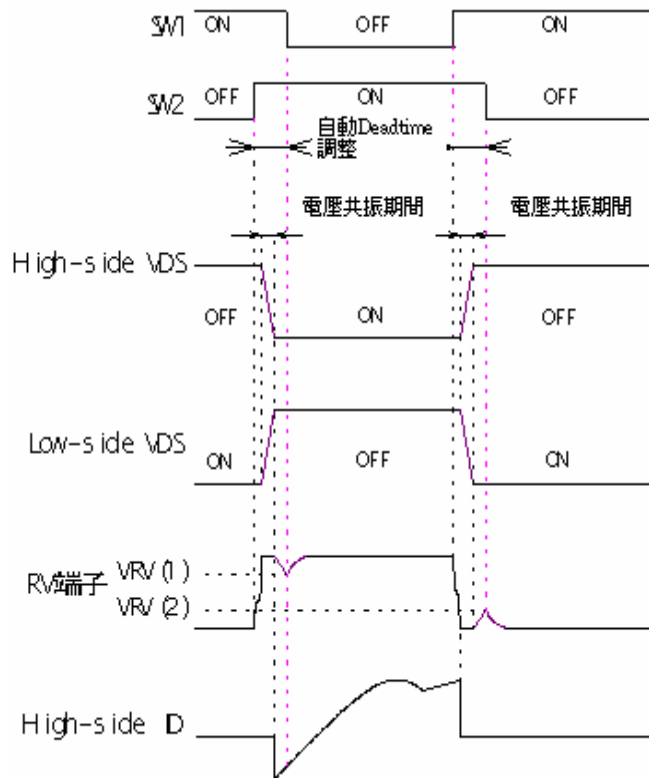 SW1 ON OFF ON
SW2 OFF ON OFF
自動Deadtime
調整
電壓共振期間 電壓共振期間
High-side VDS
OFF ON OFF
Low-side VDS
ON OFF ON
RV端子 VRV(1)
VRV(2)
High-side ID